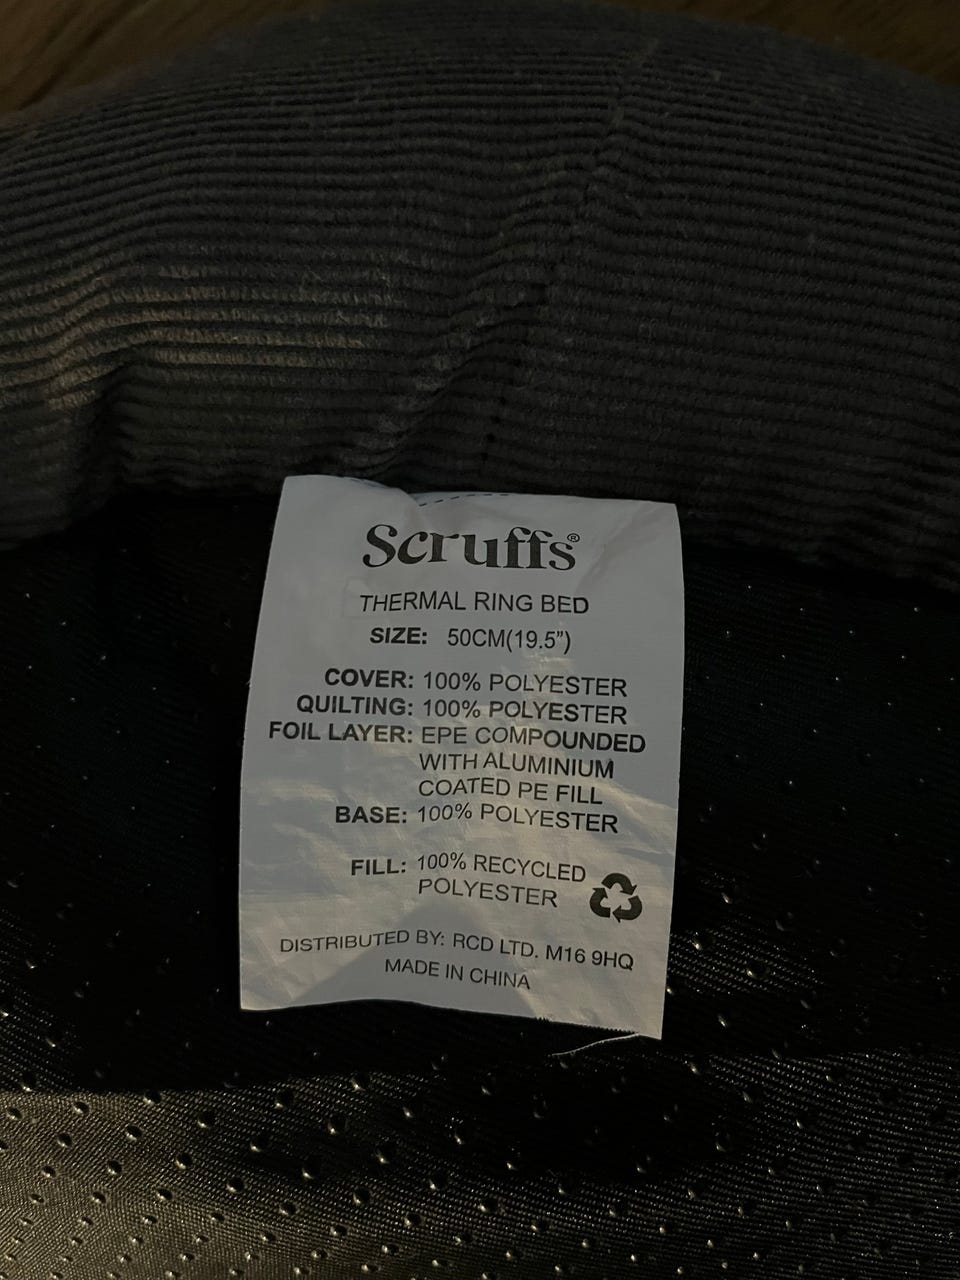 Scruffs®
THERMAL RING BED
SIZE: 50CM(19.5")
COVER: 100% POLYESTER
QUILTING: 100% POLYESTER
FOIL LAYER: EPE COMPOUNDED
WITH ALUMINIUM
COATED PE FILL
BASE: 100% POLYESTER
FILL: 100% RECYCLED
POLYESTER
DISTRIBUTED BY: RCD LTD. M16 9HQ
MADE IN CHINA